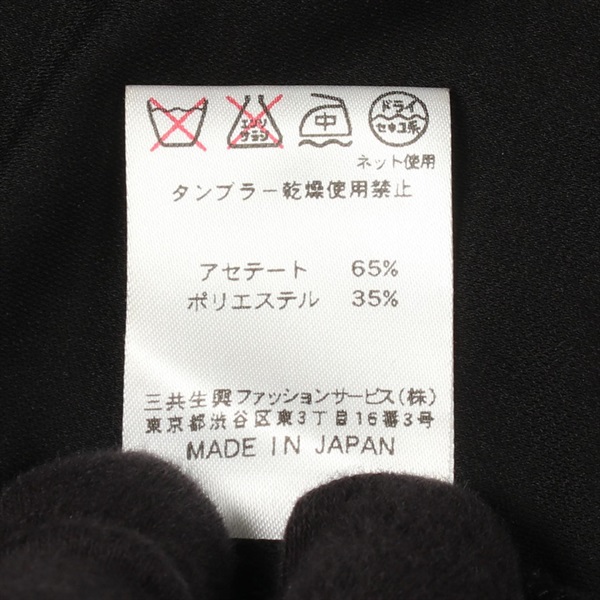 エンソ
サラシ
中
ドライ
セキユ系
ネット使用
タンブラー乾燥使用禁止
アセテート 65%
ポリエステル 35%
三共生興ファッションサービス(株)
東京都渋谷区東3丁目16番3号
MADE IN JAPAN